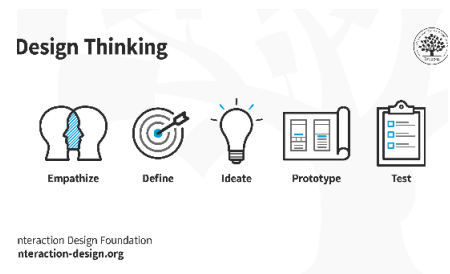 Design Thinking
Empathize
Define
Ideate
Prototype
Test
nteraction Design Foundation
nteraction-design.org